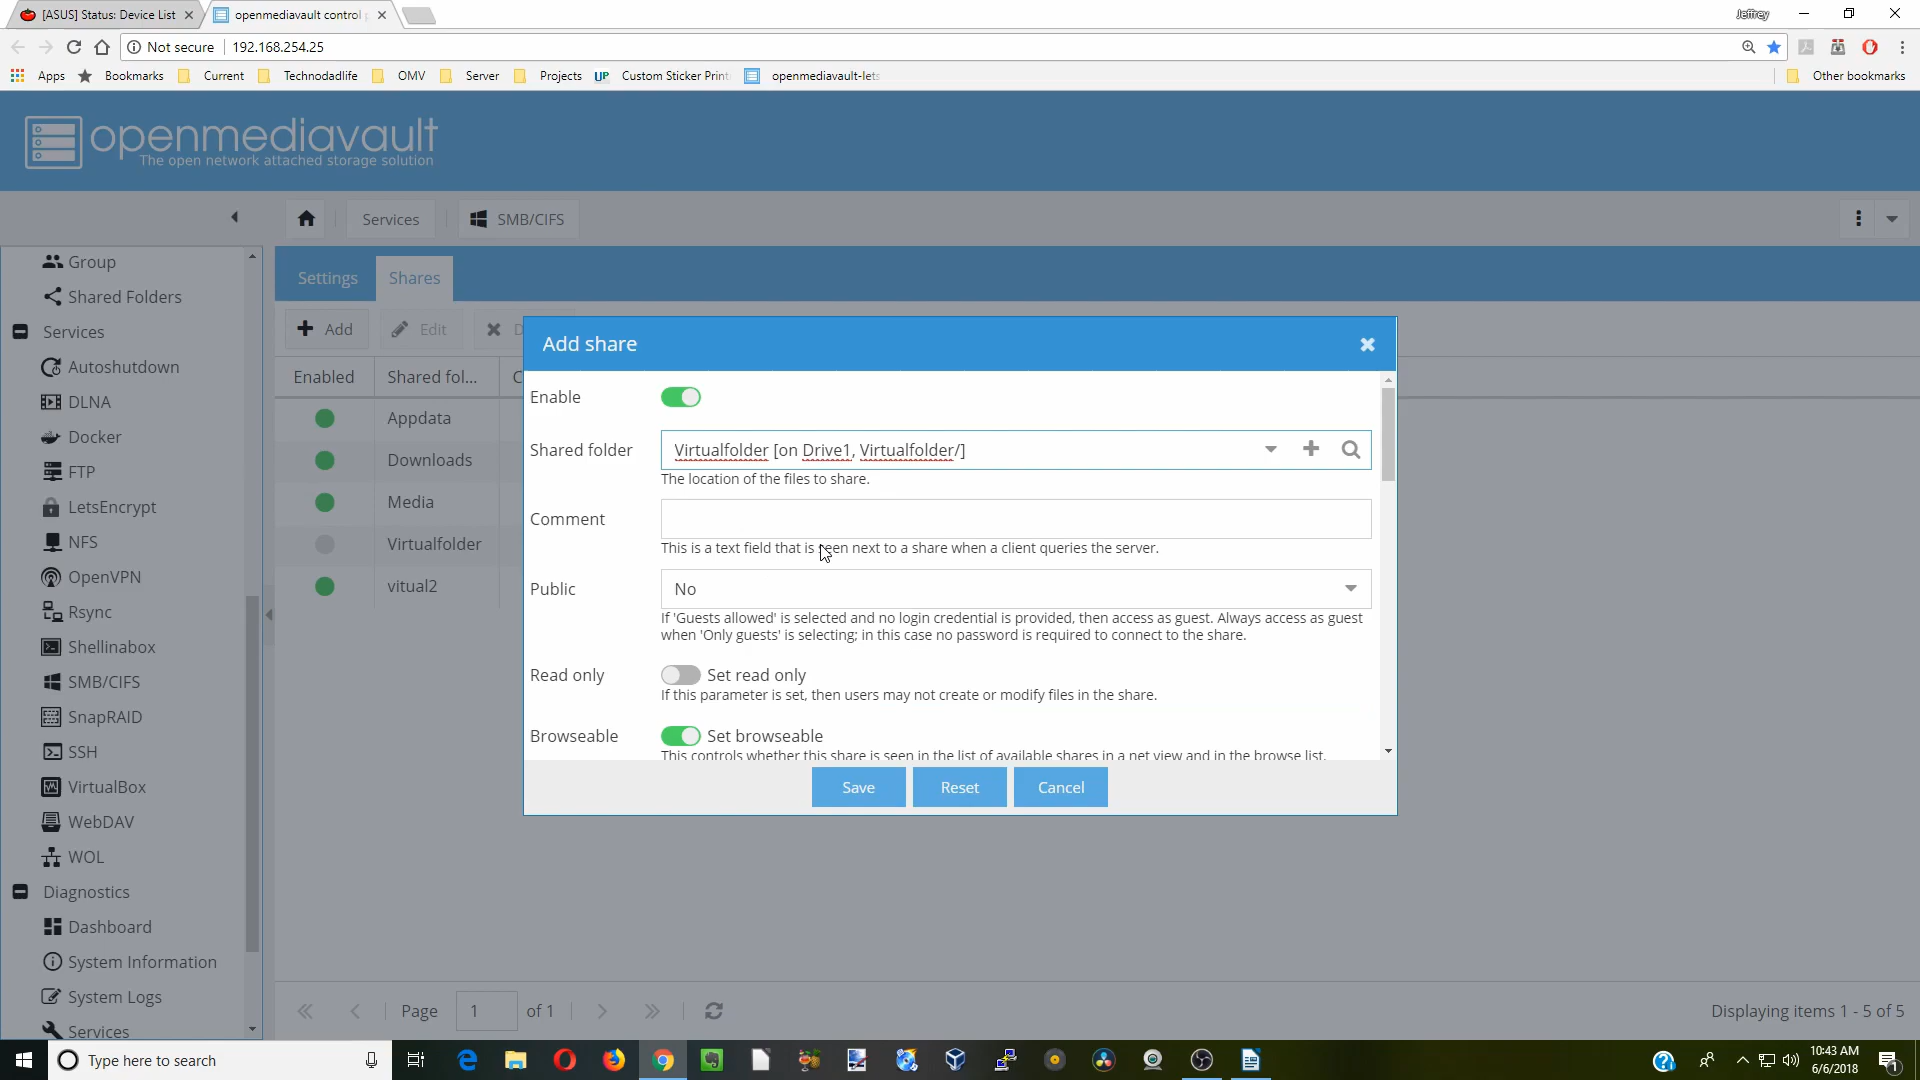 [ASUS] Status: Device List
openmediavault control p
Jeffrey
Not secure
192.168.254.25
Apps
Bookmarks
Current
Technodadlife
OMV
Server
Projects
UP
Custom Sticker Print
openmediavault-lets
Other bookmarks
openmediavault
The open network attached storage solution
Services
SMB/CIFS
Group
Shared Folders
Services
Autoshutdown
DLNA
Docker
FTP
LetsEncrypt
NFS
OpenVPN
Rsync
Shellinabox
SMB/CIFS
SnapRAID
SSH
VirtualBox
WebDAV
WOL
Diagnostics
Dashboard
System Information
System Logs
Services
Settings
Shares
Add
Edit
D
Enabled
Shared fol...
C
Appdata
Downloads
Media
Virtualfolder
vitual2
Add share
Enable
Shared folder
Virtualfolder [on Drive1, Virtualfolder/]
The location of the files to share.
Comment
This is a text field that is seen next to a share when a client queries the server.
Public
No
If 'Guests allowed' is selected and no login credential is provided, then access as guest. Always access as guest
when 'Only guests' is selecting; in this case no password is required to connect to the share.
Read only
Set read only
If this parameter is set, then users may not create or modify files in the share.
Browseable
Set browseable
This controls whether this share is seen in the list of available shares in a net view and in the browse list.
Save
Reset
Cancel
Page
1
of 1
Displaying items 1 - 5 of 5
Type here to search
10:43 AM
6/6/2018
1